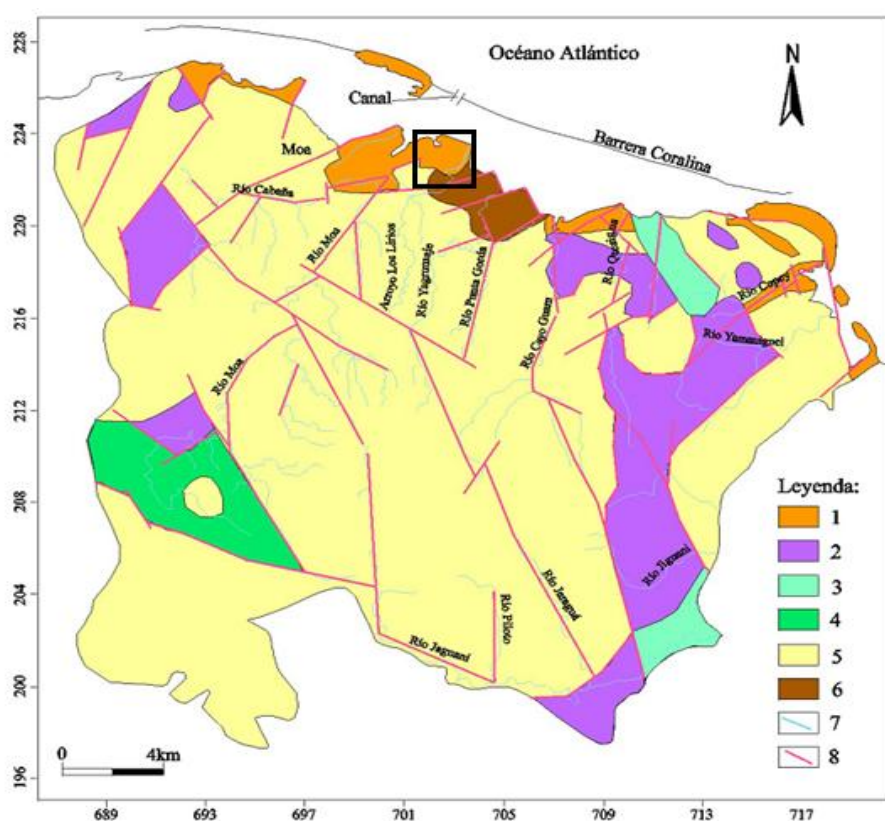 228
224
220
216
212
208
204
200
196
Océano Atlántico
N
Canal
Barrera Coralina
Moa
Río Cabaña
Río Moa
Arroyo Los Lirios
Río Yagrumaje
Río Punta Gorda
Río Cayo Guam
Río Quesigua
Río Cupey
Río Yamanigüel
Río Moa
Río Jiguaní
Río Jaragué
Río Piloto
Río Jaguaní
Leyenda:
1
2
3
4
5
6
7
8
0 4km
689 693 697 701 705 709 713 717